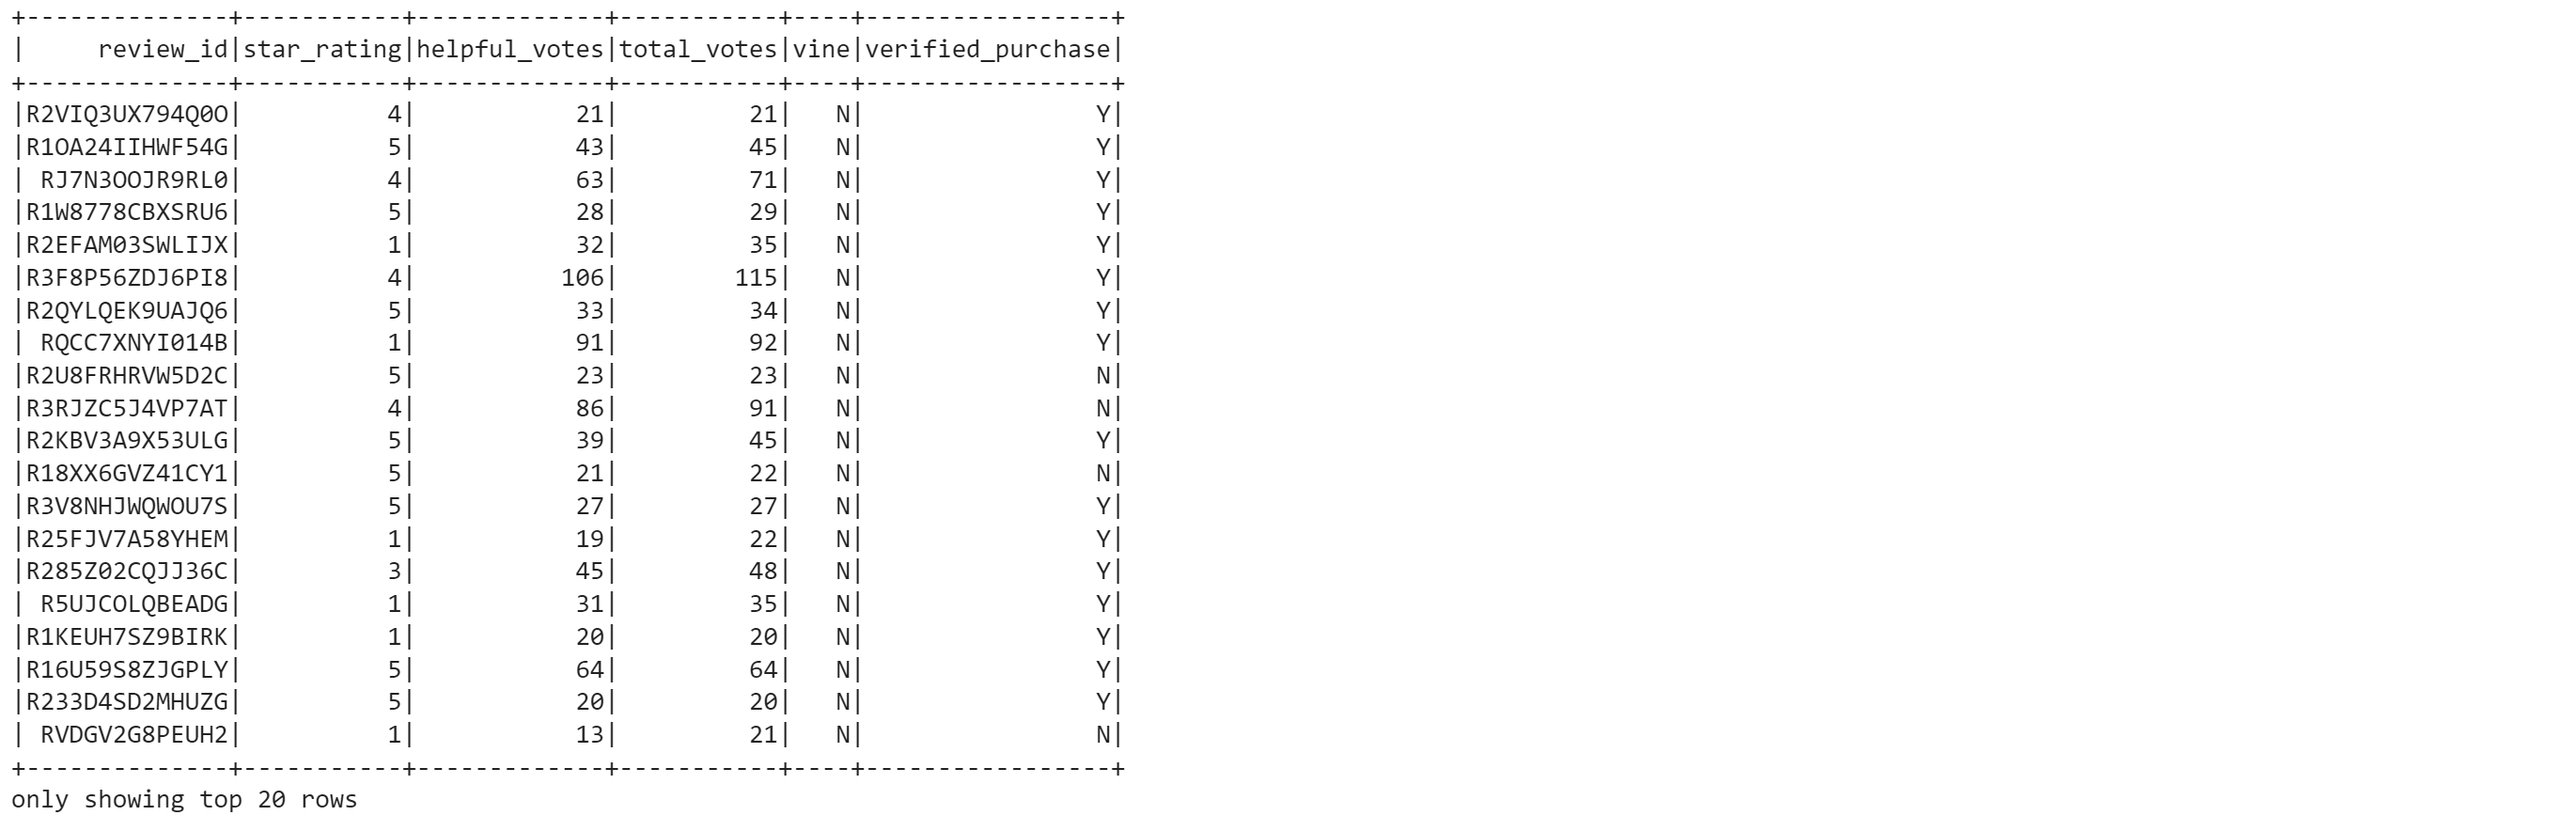 +--------------+-----------+-------------+-----------+----+-----------------+
|     review_id|star_rating|helpful_votes|total_votes|vine|verified_purchase|
+--------------+-----------+-------------+-----------+----+-----------------+
|R2VIQ3UX794Q0O|          4|           21|         21|   N|                Y|
|R1OA24IIHWF54G|          5|           43|         45|   N|                Y|
| RJ7N3OOJR9RL0|          4|           63|         71|   N|                Y|
|R1W8778CBXSRU6|          5|           28|         29|   N|                Y|
|R2EFAM03SWLIJX|          1|           32|         35|   N|                Y|
|R3F8P56ZDJ6PI8|          4|          106|        115|   N|                Y|
|R2QYLQEK9UAJQ6|          5|           33|         34|   N|                Y|
| RQCC7XNYI014B|          1|           91|         92|   N|                Y|
|R2U8FRHRVW5D2C|          5|           23|         23|   N|                N|
|R3RJZC5J4VP7AT|          4|           86|         91|   N|                N|
|R2KBV3A9X53ULG|          5|           39|         45|   N|                Y|
|R18XX6GVZ41CY1|          5|           21|         22|   N|                N|
|R3V8NHJWQWOU7S|          5|           27|         27|   N|                Y|
|R25FJV7A58YHEM|          1|           19|         22|   N|                Y|
|R285Z02CQJJ36C|          3|           45|         48|   N|                Y|
| R5UJCOLQBEADG|          1|           31|         35|   N|                Y|
|R1KEUH7SZ9BIRK|          1|           20|         20|   N|                Y|
|R16U59S8ZJGPLY|          5|           64|         64|   N|                Y|
|R233D4SD2MHUZG|          5|           20|         20|   N|                Y|
| RVDGV2G8PEUH2|          1|           13|         21|   N|                N|
+--------------+-----------+-------------+-----------+----+-----------------+
only showing top 20 rows